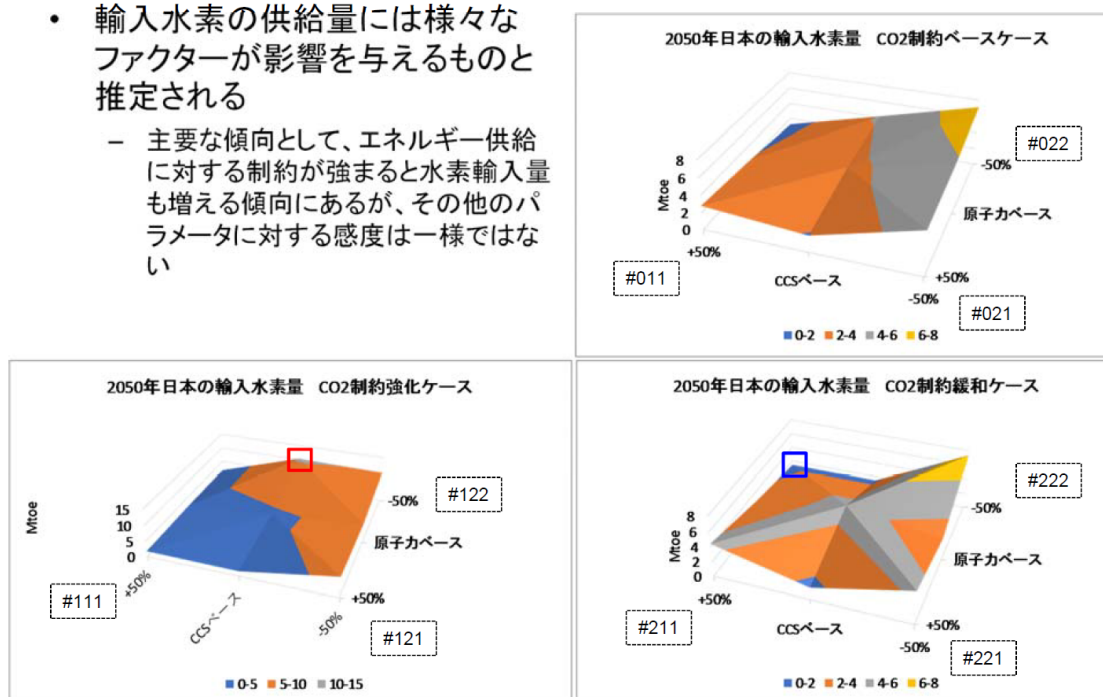 • 輸入水素の供給量には様々な
ファクターが影響を与えるものと
推定される
– 主要な傾向として、エネルギー供給
に対する制約が強まると水素輸入量
も増える傾向にあるが、その他のパ
ラメータに対する感度は一様ではな
い
2050年日本の輸入水素量 CO2制約ベースケース
8
6
4
2
0
Mtoe
+50%
CCSベース
-50%
+50%
原子力ベース
-50%
#022
#011
#021
0-2 2-4 4-6 6-8
2050年日本の輸入水素量 CO2制約強化ケース
15
10
5
0
Mtoe
+50%
CCSベース
-50%
+50%
原子力ベース
-50%
#122
#111
#121
0-5 5-10 10-15
2050年日本の輸入水素量 CO2制約緩和ケース
8
6
4
2
0
Mtoe
+50%
CCSベース
-50%
+50%
原子力ベース
-50%
#222
#211
#221
0-2 2-4 4-6 6-8